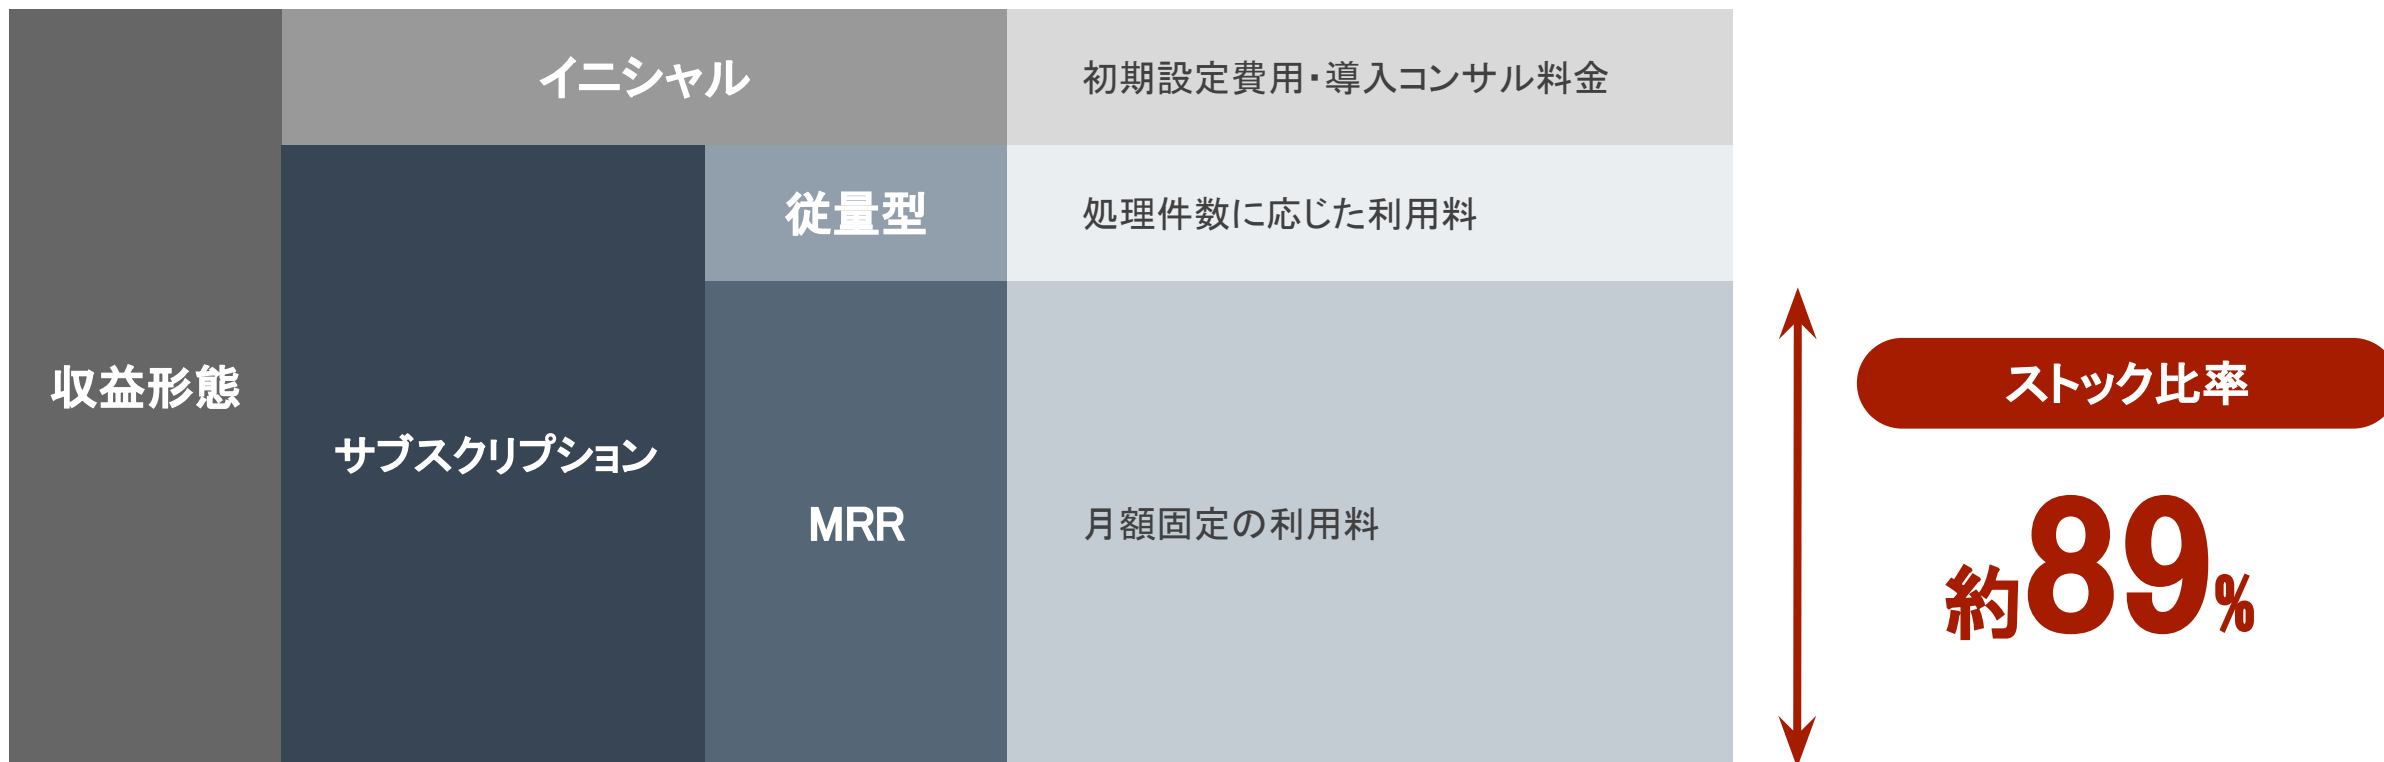 収益形態
イニシャル
初期設定費用・導入コンサル料金
サブスクリプション
従量型
処理件数に応じた利用料
MRR
月額固定の利用料
ストック比率
約89%